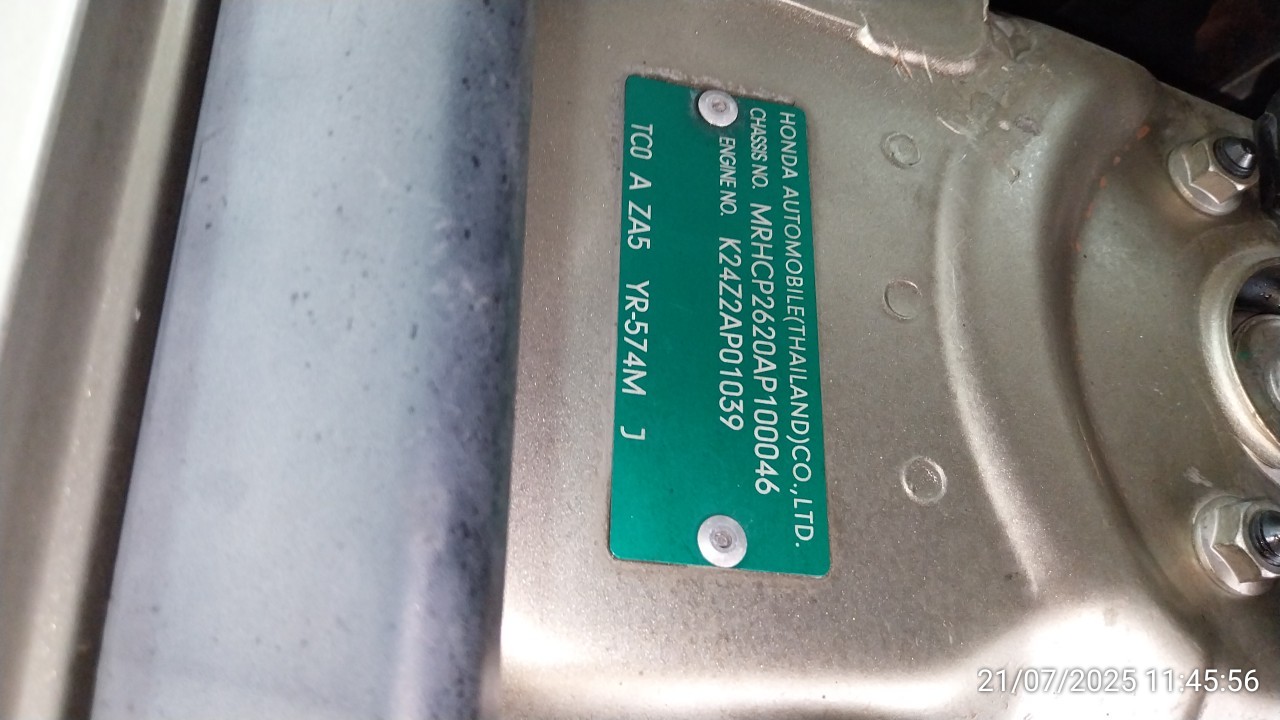 HONDA AUTOMOBILE(THAILAND)CO.,LTD.
CHASSIS NO. MRHCP2620AP100046
ENGINE NO. K24Z2AP01039
TC0 A ZA5 YR-574M J
21/07/2025 11:45:56